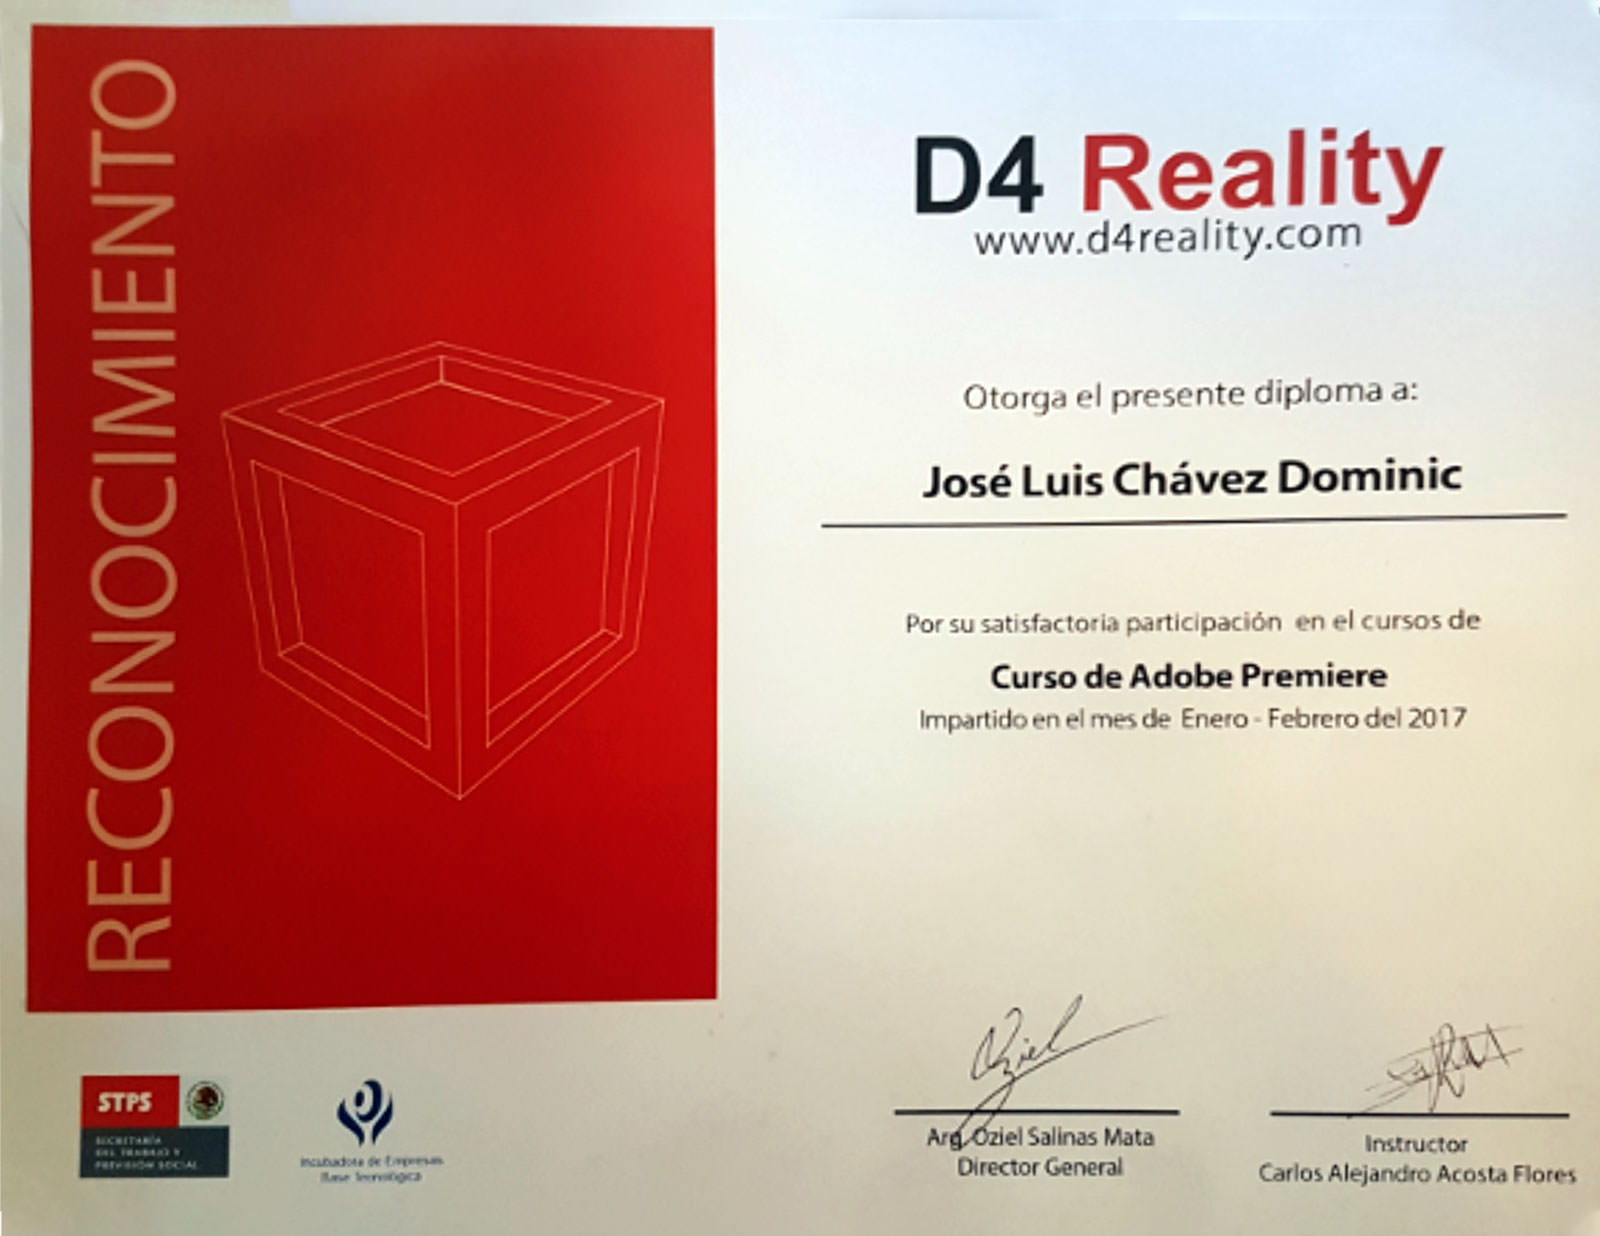 RECONOCIMIENTO
D4 Reality
www.d4reality.com
Otorga el presente diploma a:
José Luis Chávez Dominic
Por su satisfactoria participación en el cursos de
Curso de Adobe Premiere
Impartido en el mes de Enero - Febrero del 2017
Oziel
Arq. Oziel Salinas Mata
Director General
Instructor
Carlos Alejandro Acosta Flores
STPS
SECRETARÍA
DEL TRABAJO Y
PREVISIÓN SOCIAL
Incubadora de Empresas
Base Tecnológica